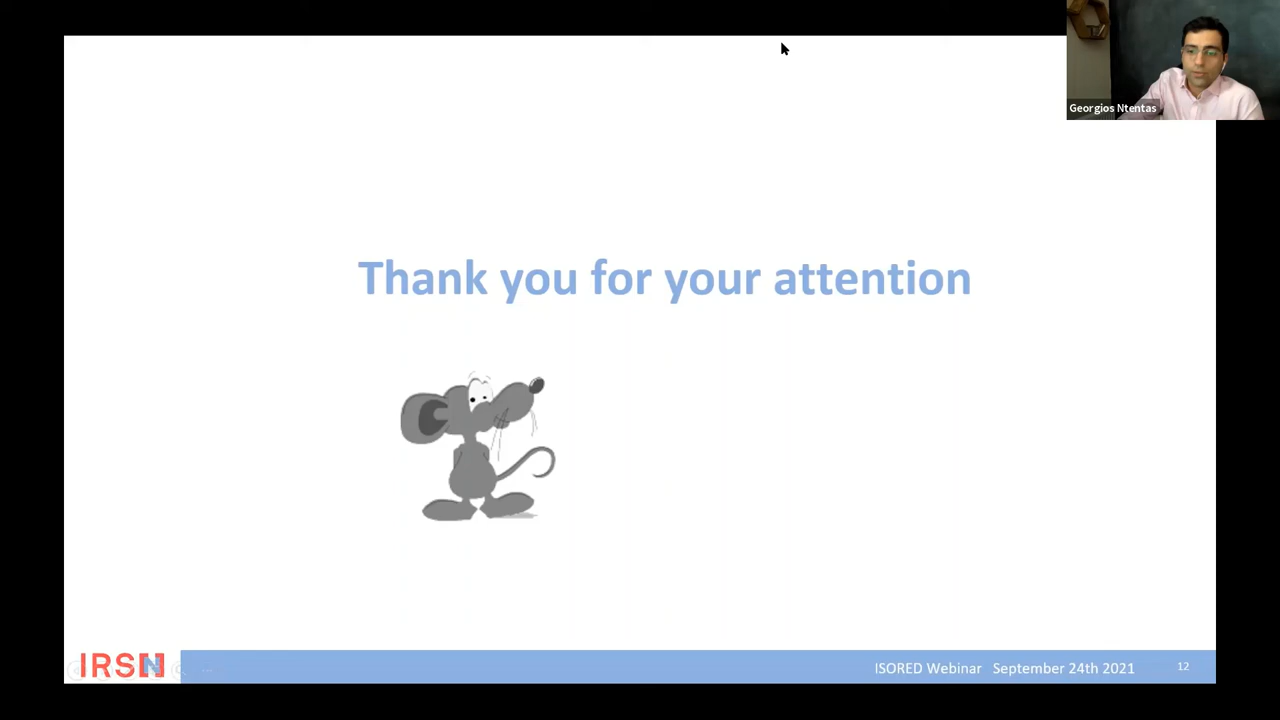 Georgios Ntentas
Thank you for your attention
IRSN
ISORED Webinar September 24th 2021
12